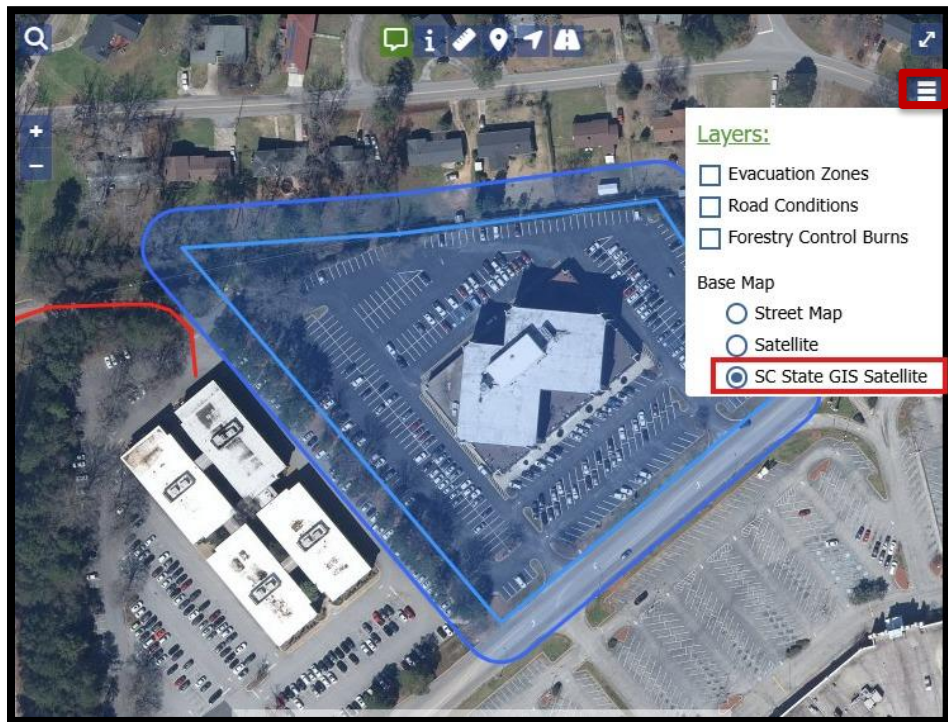 Layers:
Evacuation Zones
Road Conditions
Forestry Control Burns
Base Map
Street Map
Satellite
SC State GIS Satellite